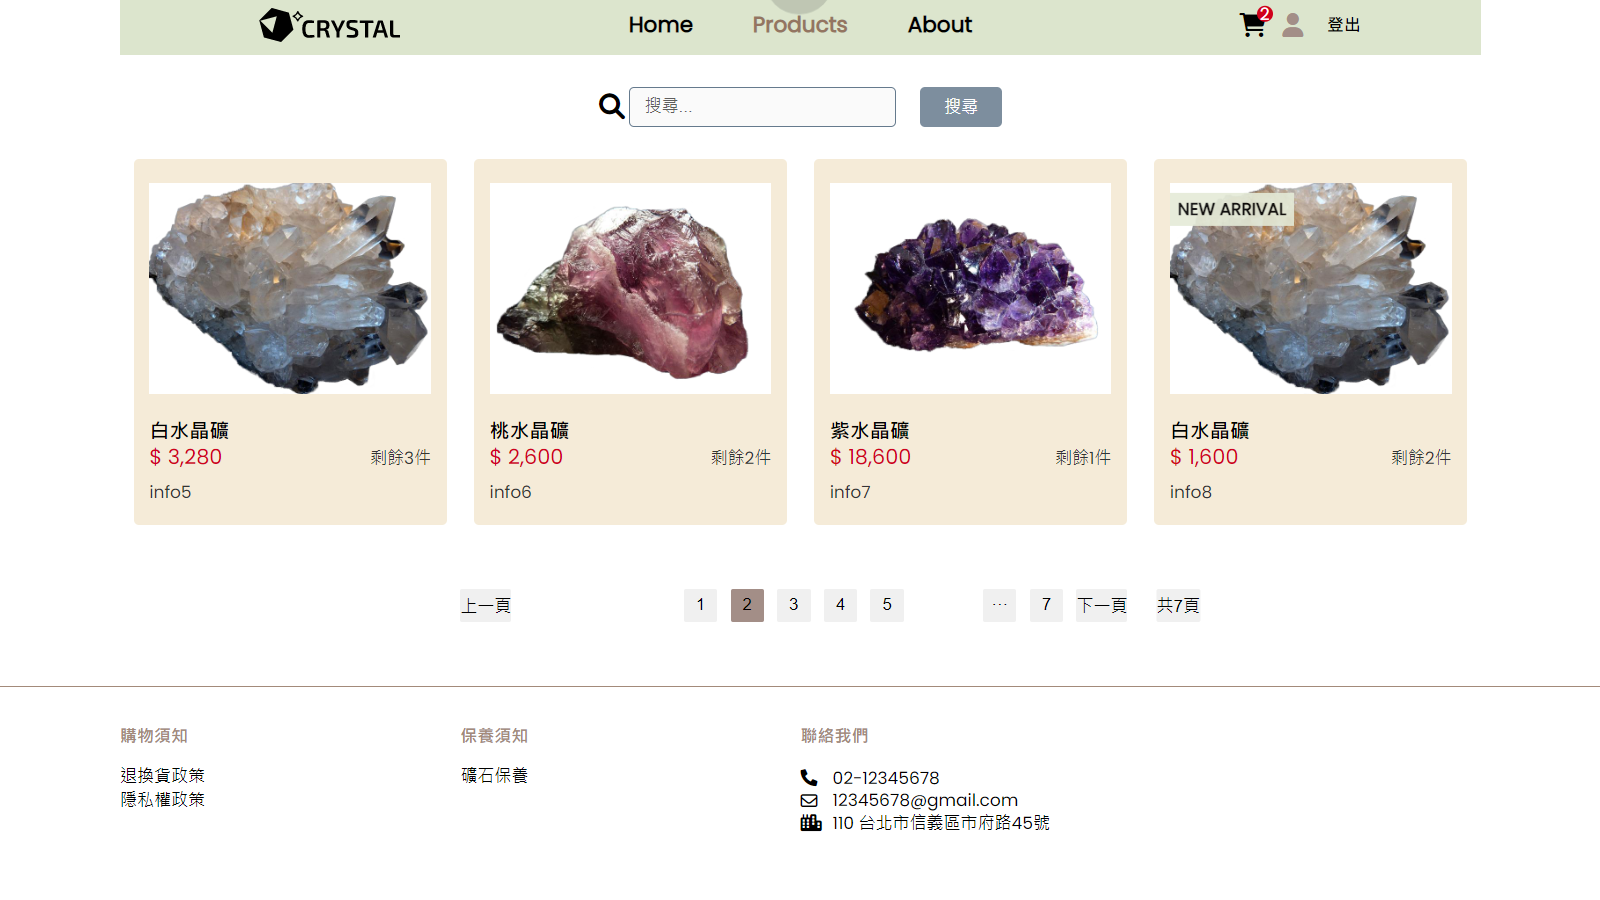 CRYSTAL
Home Products About
2
登出
搜尋...
搜尋
白水晶礦
$ 3,280 剩餘3件
info5
桃水晶礦
$ 2,600 剩餘2件
info6
紫水晶礦
$ 18,600 剩餘1件
info7
NEW ARRIVAL
白水晶礦
$ 1,600 剩餘2件
info8
上一頁 1 2 3 4 5 ... 7 下一頁 共7頁
購物須知
退換貨政策
隱私權政策
保養須知
礦石保養
聯絡我們
02-12345678
12345678@gmail.com
110 台北市信義區市府路45號